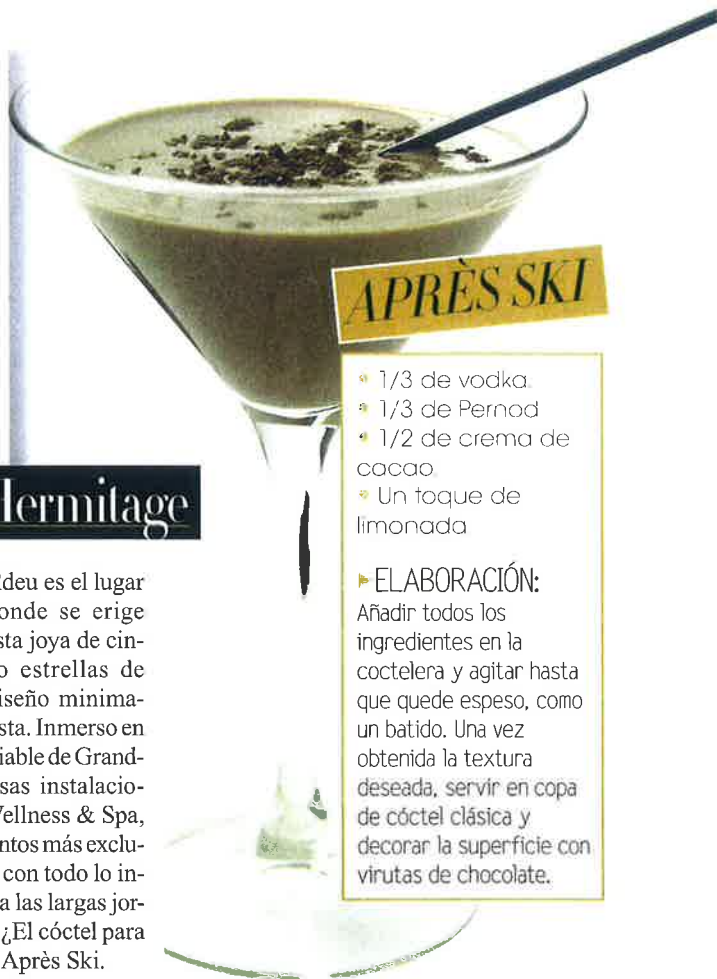 APRÈS SKI
1/3 de vodka.
1/3 de Pernod
1/2 de crema de
cacao.
Un toque de
limonada
ELABORACIÓN:
Añadir todos los
ingredientes en la
coctelera y agitar hasta
que quede espeso, como
un batido. Una vez
obtenida la textura
deseada, servir en copa
de cóctel clásica y
decorar la superficie con
virutas de chocolate.
lermitage
deu es el lugar
onde se erige
sta joya de cin-
o estrellas de
iseño minima-
sta. Inmerso en
iable de Grand-
sas instalacio-
ellness & Spa,
ntos más exclu-
con todo lo in-
a las largas jor-
¿El cóctel para
Après Ski.